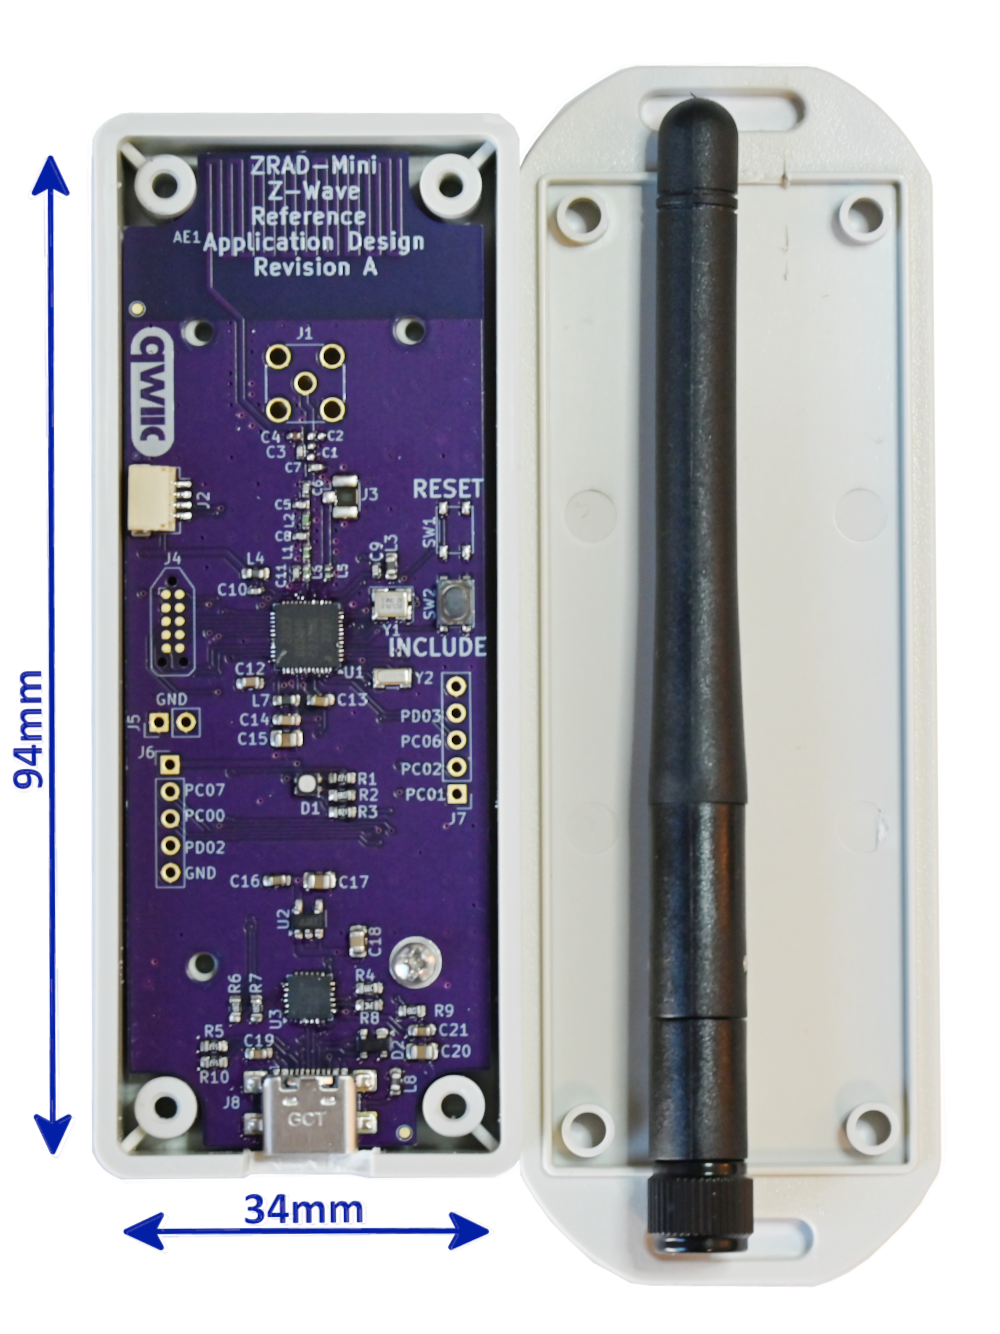 ZRAD-Mini
Z-Wave
Reference
AE1
Application Design
Revision A
J1
qwiic
C4
C2
C3
C1
C7
C6
J3
RESET
J2
C5
L2
C8
SW1
J4
L4
L1
C9
L3
C10
C11
L6
L5
SW2
Y1
INCLUDE
U1
C12
Y2
GND
L7
C13
J5
C14
PD03
C15
PC06
J6
PC02
PC07
D1
R1
R2
R3
PC01
J7
PC00
PD02
GND
C16
C17
U2
C18
R6
R7
R4
U3
R8
R9
R5
C19
D2
C21
C20
R10
J8
L8
GCT
94mm
34mm